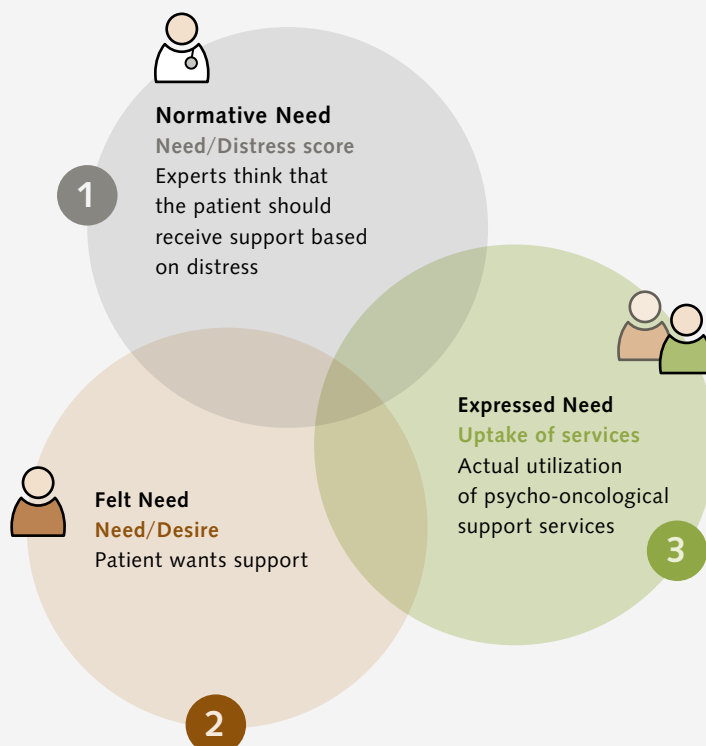 Normative Need
Need/Distress score
Experts think that
the patient should
receive support based
on distress
1
Expressed Need
Uptake of services
Actual utilization
of psycho-oncological
support services
3
Felt Need
Need/Desire
Patient wants support
2